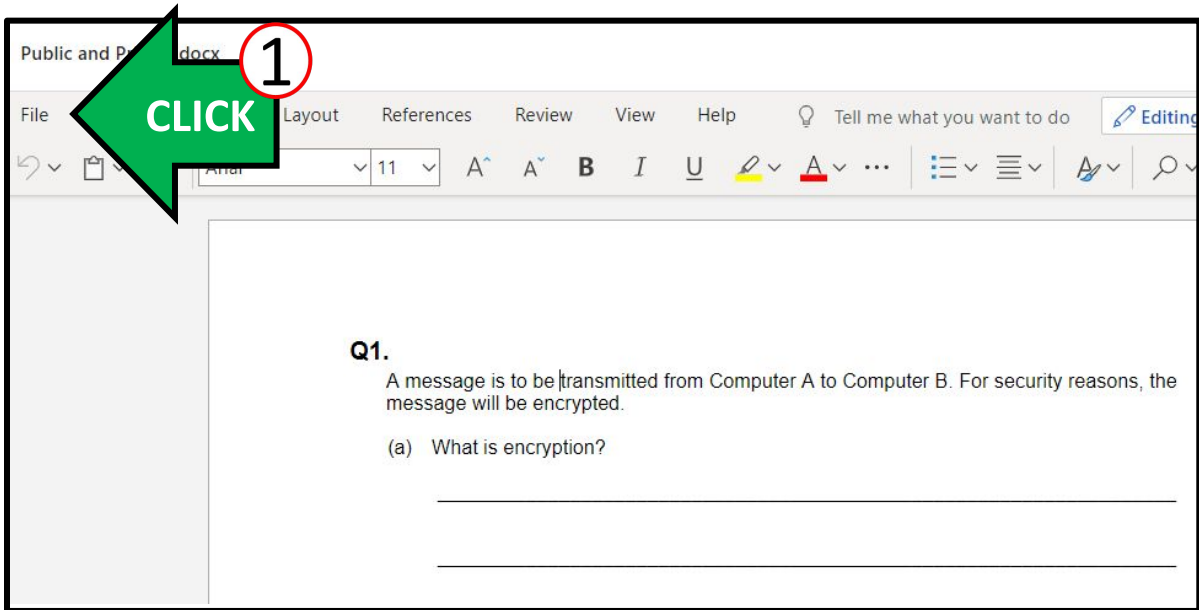 Public and Pr docx
1
File CLICK Layout References Review View Help Tell me what you want to do Editing
11 A A B I U A
Q1.
A message is to be transmitted from Computer A to Computer B. For security reasons, the
message will be encrypted.
(a) What is encryption?